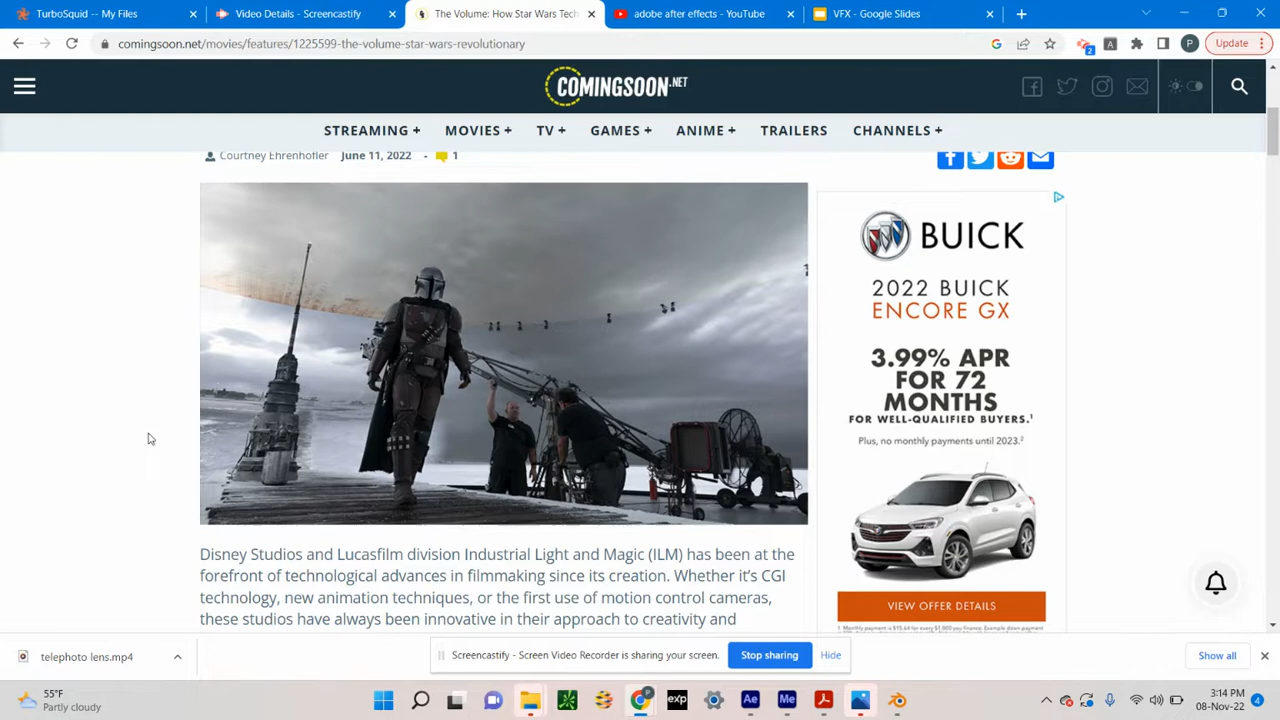 TurboSquid — My Files
Video Details - Screencastify
The Volume: How Star Wars Tech
adobe after effects - YouTube
VFX - Google Slides
comingsoon.net/movies/features/1225599-the-volume-star-wars-revolutionary
2
A
P
Update
COMINGSOON.NET
STREAMING +
MOVIES +
TV +
GAMES +
ANIME +
TRAILERS
CHANNELS +
Courtney Ehrenhofler
June 11, 2022
-
1
BUICK
2022 BUICK
ENCORE GX
3.99% APR
FOR 72
MONTHS
FOR WELL-QUALIFIED BUYERS.¹
Plus, no monthly payments until 2023.²
VIEW OFFER DETAILS
Disney Studios and Lucasfilm division Industrial Light and Magic (ILM) has been at the
forefront of technological advances in filmmaking since its creation. Whether it's CGI
technology, new animation techniques, or the first use of motion control cameras,
these studios have always been innovative in their approach to creativity and
telephoto lens.mp4
Screencastify - Screen Video Recorder is sharing your screen.
Stop sharing
Hide
Show all
55°F
Partly cloudy
P
exp
Ae
Me
3:14 PM
08-Nov-22
4